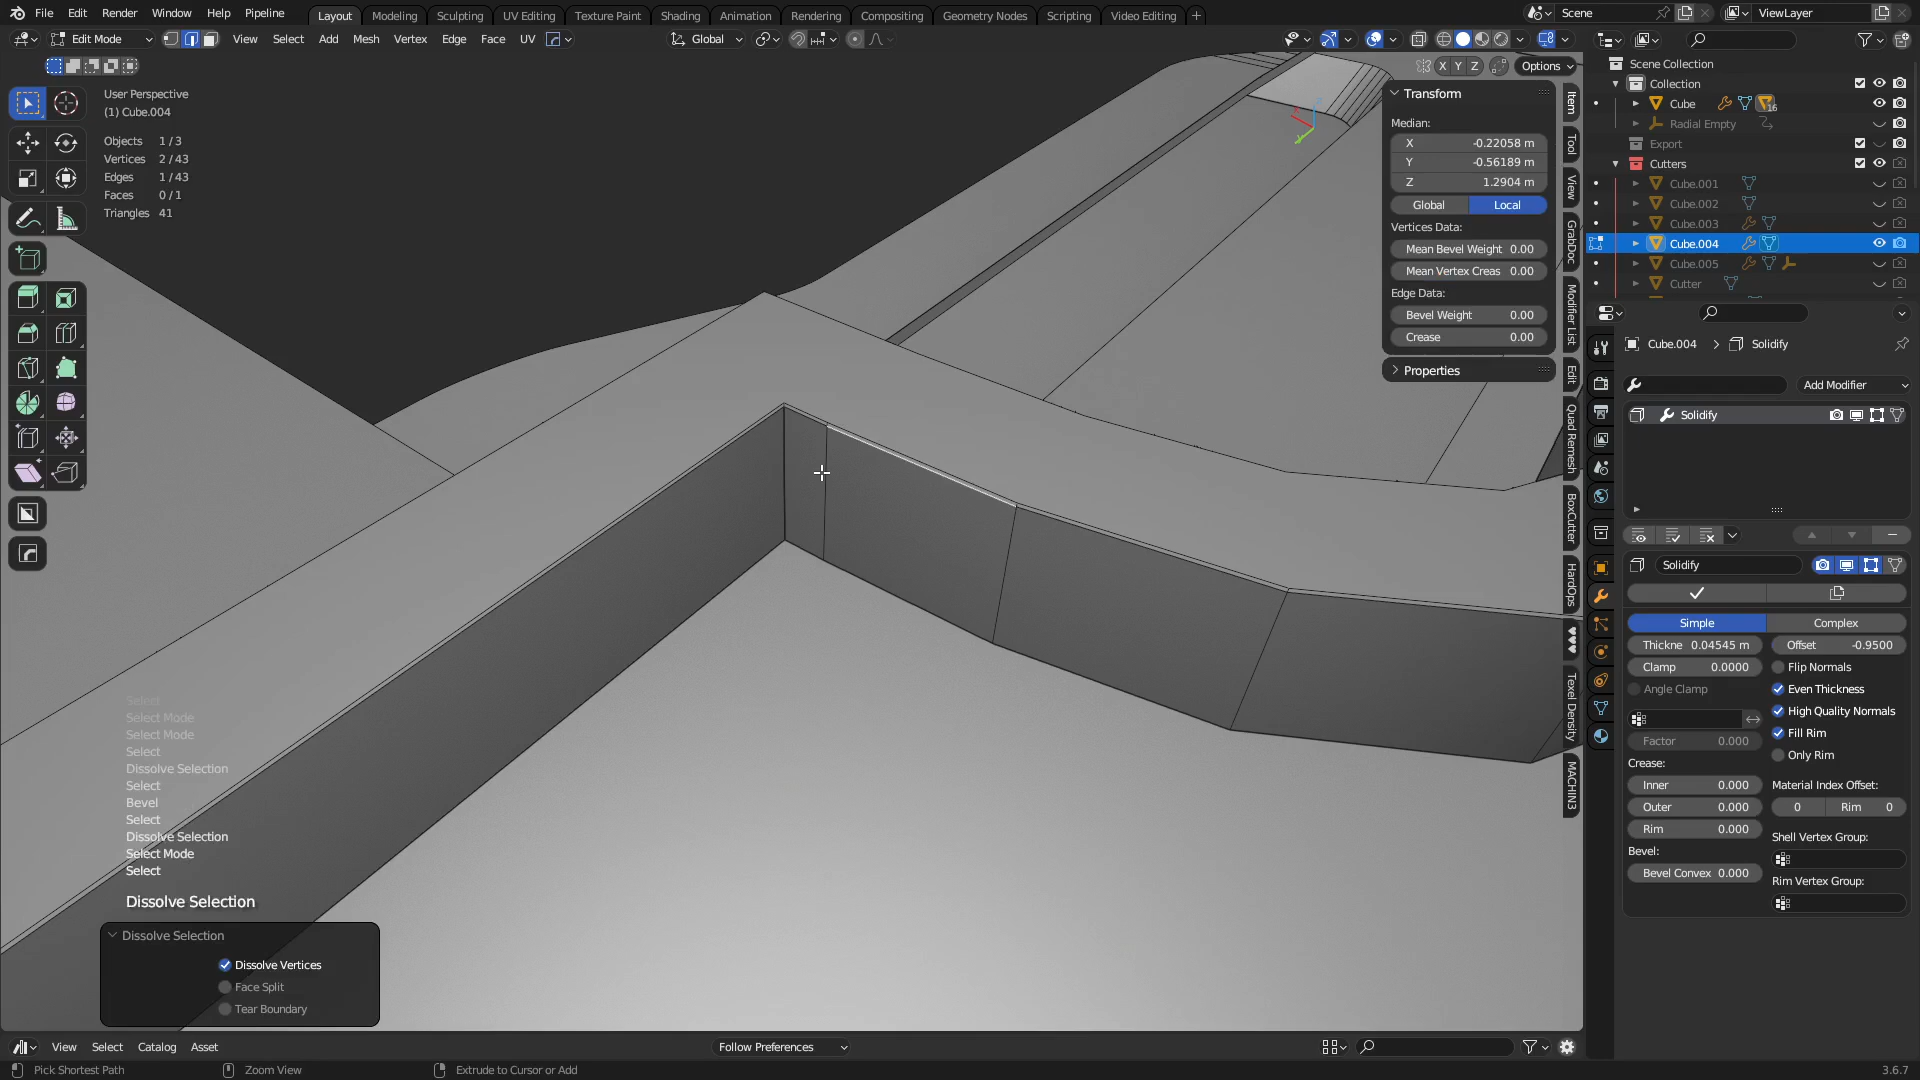 File Edit Render Window Help Pipeline
Layout Modeling Sculpting UV Editing Texture Paint Shading Animation Rendering Compositing Geometry Nodes Scripting Video Editing +
Scene
ViewLayer
Edit Mode
View Select Add Mesh Vertex Edge Face UV
Global
X Y Z
Options
User Perspective
(1) Cube.004
Objects 1 / 3
Vertices 2 / 43
Edges 1 / 43
Faces 0 / 1
Triangles 41
Transform
Median:
X -0.22058 m
Y -0.56189 m
Z 1.2904 m
Global Local
Vertices Data:
Mean Bevel Weight 0.00
Mean Vertex Creas 0.00
Edge Data:
Bevel Weight 0.00
Crease 0.00
Properties
Item
Tool
View
GrabDoc
Modifier List
Edit
Quad Remesh
BoxCutter
HardOps
Texel Density
MACHIN3
Scene Collection
Collection
Cube
16
Radial Empty
Export
Cutters
Cube.001
Cube.002
Cube.003
Cube.004
Cube.005
Cutter
Cube.004 > Solidify
Add Modifier
Solidify
Solidify
Simple Complex
Thickne 0.04545 m
Offset -0.9500
Clamp 0.0000
Flip Normals
Angle Clamp
Even Thickness
High Quality Normals
Factor 0.000
Fill Rim
Only Rim
Crease:
Inner 0.000
Outer 0.000
Rim 0.000
Material Index Offset:
0 Rim 0
Shell Vertex Group:
Bevel:
Bevel Convex 0.000
Rim Vertex Group:
Select
Select Mode
Select Mode
Select
Dissolve Selection
Select
Bevel
Select
Dissolve Selection
Select Mode
Select
Dissolve Selection
Dissolve Selection
Dissolve Vertices
Face Split
Tear Boundary
View Select Catalog Asset
Follow Preferences
Pick Shortest Path
Zoom View
Extrude to Cursor or Add
3.6.7